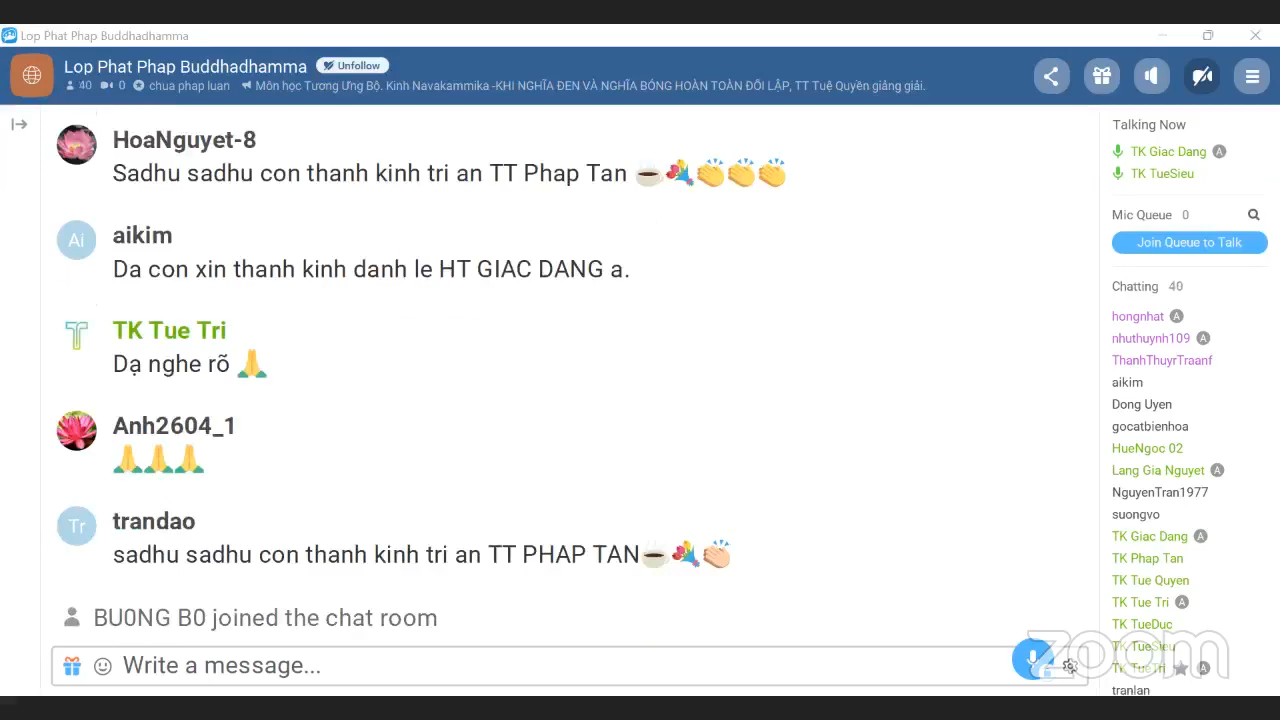 Lop Phat Phap Buddhadhamma
Lop Phat Phap Buddhadhamma Unfollow
40 0 chua phap luan Môn học Tương Ưng Bộ. Kinh Navakammika -KHI NGHĨA ĐEN VÀ NGHĨA BÓNG HOÀN TOÀN ĐỐI LẬP, TT Tuệ Quyền giảng giải.
HoaNguyet-8
Sadhu sadhu con thanh kinh tri an TT Phap Tan ☕💐👏👏👏
Ai
aikim
Da con xin thanh kinh danh le HT GIAC DANG a.
T
TK Tue Tri
Dạ nghe rõ 🙏
Anh2604_1
🙏🙏🙏
Tr
trandao
sadhu sadhu con thanh kinh tri an TT PHAP TAN☕💐👏🏻
BU0NG B0 joined the chat room
Write a message...
Talking Now
TK Giac Dang A
TK TueSieu
Mic Queue 0
Join Queue to Talk
Chatting 40
hongnhat A
nhuthuynh109 A
ThanhThuyrTraanf
aikim
Dong Uyen
gocatbienhoa
HueNgoc 02
Lang Gia Nguyet A
NguyenTran1977
suongvo
TK Giac Dang A
TK Phap Tan
TK Tue Quyen
TK Tue Tri A
TK TueDuc
TK TueSieu
TK TueTri A
tranlan
zoom